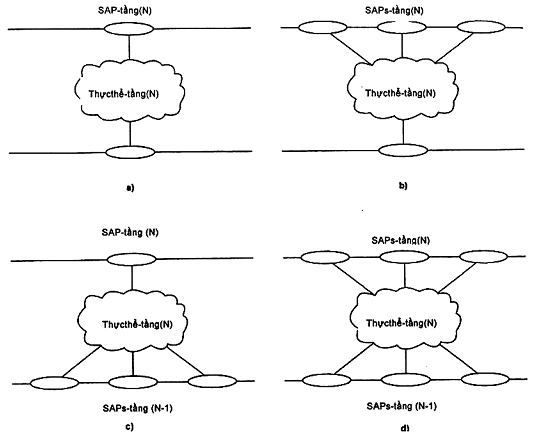 SAP-tầng(N)
SAPs-tầng(N)
Thựcthể-tầng(N)
Thựcthể-tầng(N)
a)
b)
SAP-tầng (N)
SAPs-tầng(N)
Thựcthể-tầng(N)
Thựcthể-tầng(N)
SAPs-tầng (N-1)
SAPs-tầng (N-1)
c)
d)